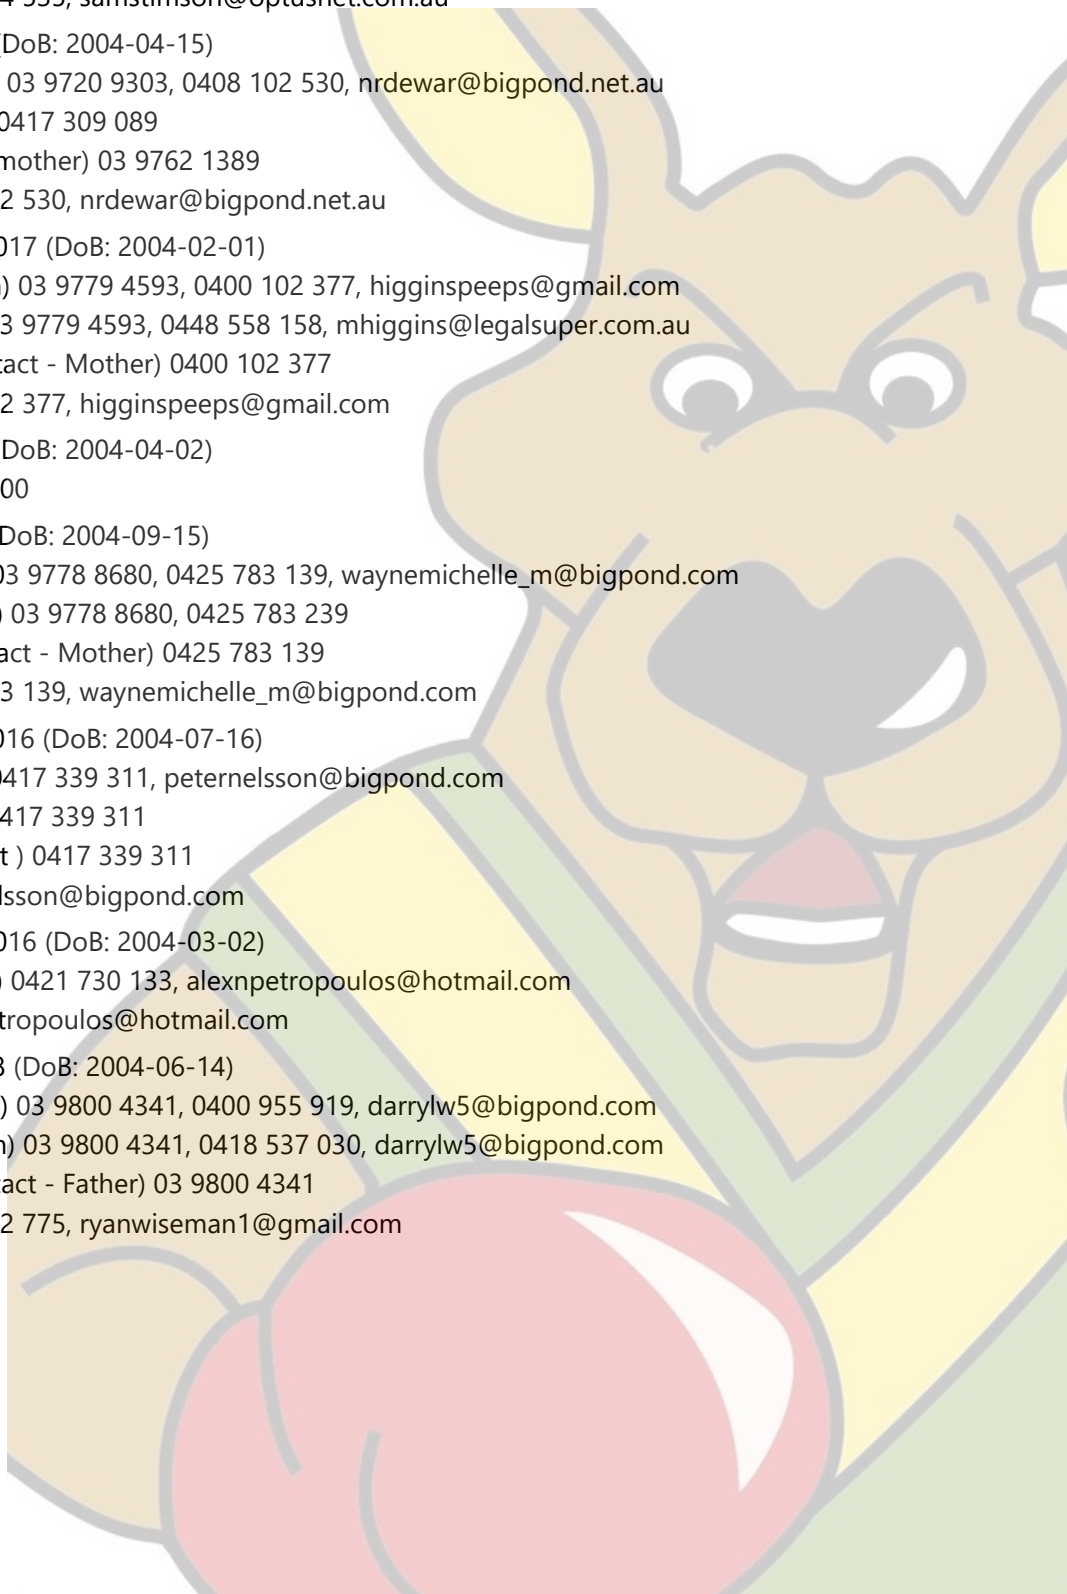 samstimson@optusnet.com.au
(DoB: 2004-04-15)
03 9720 9303, 0408 102 530, nrdewar@bigpond.net.au
0417 309 089
mother) 03 9762 1389
2 530, nrdewar@bigpond.net.au
017 (DoB: 2004-02-01)
) 03 9779 4593, 0400 102 377, higginspeeps@gmail.com
3 9779 4593, 0448 558 158, mhiggins@legalsuper.com.au
tact - Mother) 0400 102 377
2 377, higginspeeps@gmail.com
(DoB: 2004-04-02)
00
DoB: 2004-09-15)
03 9778 8680, 0425 783 139, waynemichelle_m@bigpond.com
) 03 9778 8680, 0425 783 239
act - Mother) 0425 783 139
3 139, waynemichelle_m@bigpond.com
016 (DoB: 2004-07-16)
0417 339 311, peternelsson@bigpond.com
417 339 311
t ) 0417 339 311
lsson@bigpond.com
016 (DoB: 2004-03-02)
) 0421 730 133, alexnpetropoulos@hotmail.com
tropoulos@hotmail.com
3 (DoB: 2004-06-14)
) 03 9800 4341, 0400 955 919, darrylw5@bigpond.com
) 03 9800 4341, 0418 537 030, darrylw5@bigpond.com
tact - Father) 03 9800 4341
2 775, ryanwiseman1@gmail.com